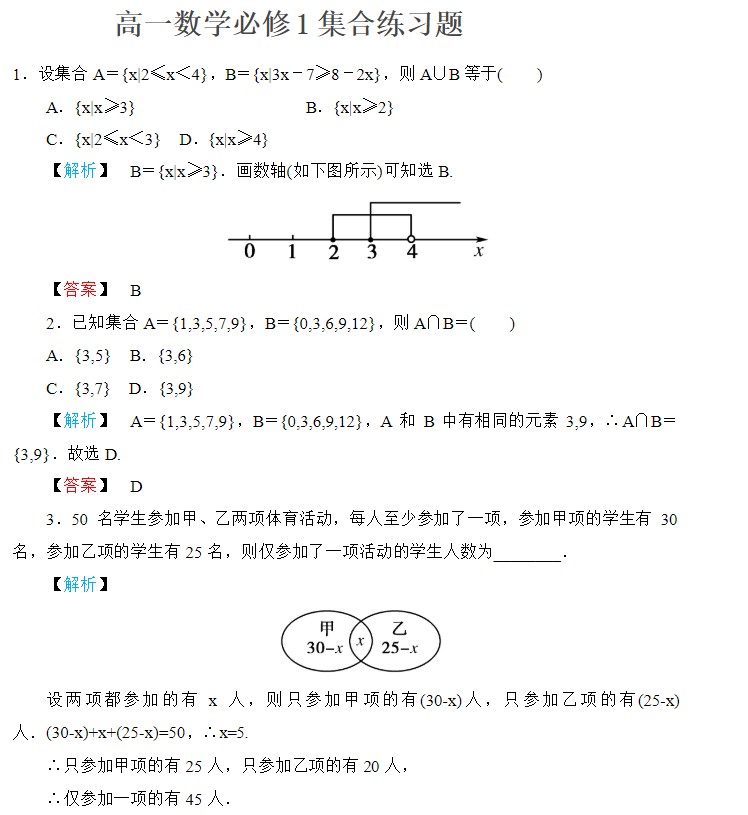 高一数学必修1集合练习题
1．设集合A＝{x|2≤x＜4}，B＝{x|3x－7≥8－2x}，则A∪B等于(　　)
A．{x|x≥3}　　　　B．{x|x≥2}
C．{x|2≤x＜3}　D．{x|x≥4}
【解析】　B＝{x|x≥3}．画数轴(如下图所示)可知选B.
0 1 2 3 4 x
【答案】　B
2．已知集合A＝{1,3,5,7,9}，B＝{0,3,6,9,12}，则A∩B＝(　　)
A．{3,5}　B．{3,6}
C．{3,7}　D．{3,9}
【解析】　A＝{1,3,5,7,9}，B＝{0,3,6,9,12}，A 和 B 中有相同的元素 3,9，∴A∩B＝
{3,9}．故选D.
【答案】　D
3．50 名学生参加甲、乙两项体育活动，每人至少参加了一项，参加甲项的学生有 30
名，参加乙项的学生有25名，则仅参加了一项活动的学生人数为________．
【解析】
甲 乙
30−x x 25−x
设两项都参加的有 x 人，则只参加甲项的有(30-x)人，只参加乙项的有(25-x)
人．(30-x)+x+(25-x)=50，∴x=5.
∴只参加甲项的有25人，只参加乙项的有20人，
∴仅参加一项的有45人．